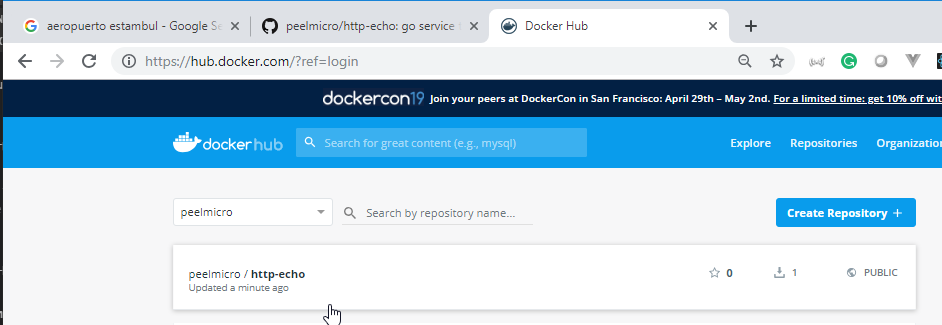 aeropuerto estambul - Google Se
peelmicro/http-echo: go service t
Docker Hub
https://hub.docker.com/?ref=login
dockercon19 Join your peers at DockerCon in San Francisco: April 29th – May 2nd. For a limited time: get 10% off wit
dockerhub
Search for great content (e.g., mysql)
Explore
Repositories
Organizatio
peelmicro
Search by repository name...
Create Repository +
peelmicro / http-echo
0
1
PUBLIC
Updated a minute ago